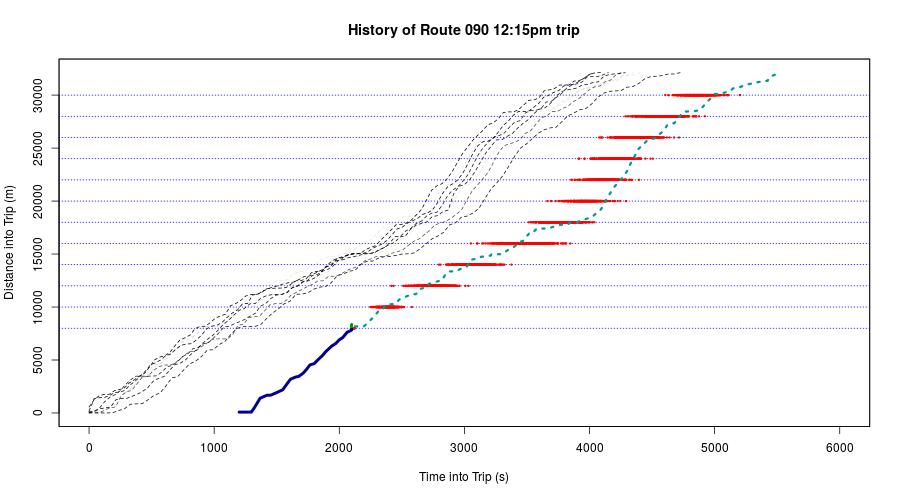 History of Route 090 12:15pm trip
Distance into Trip (m)
30000
25000
20000
15000
10000
5000
0
0 1000 2000 3000 4000 5000 6000
Time into Trip (s)